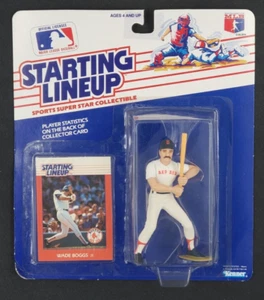 AGES 4 AND UP
STARTING
LINEUP
SPORTS SUPER STAR COLLECTIBLE
PLAYER STATISTICS
ON THE BACK OF
COLLECTOR CARD
STARTING
LINEUP
RED SOX
WADE BOGGS
Kenner